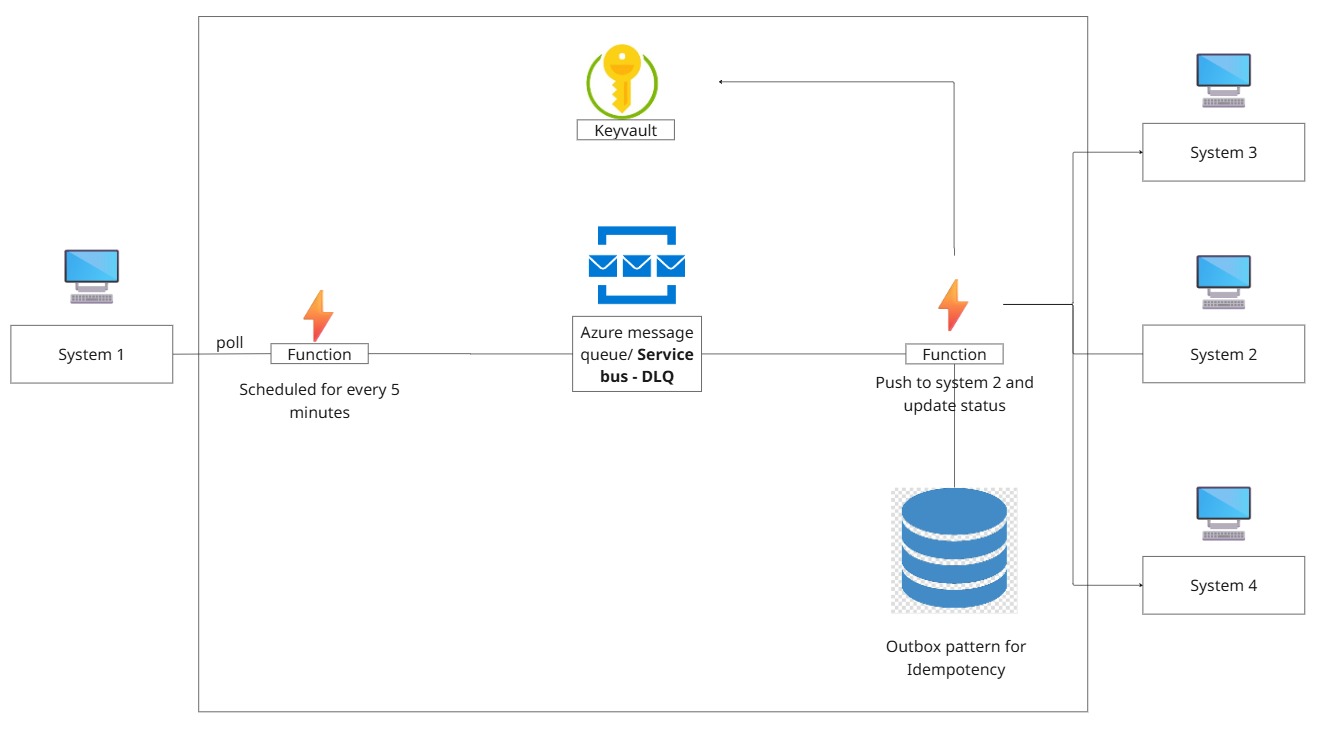 Keyvault
System 3
System 1
poll
Function
Scheduled for every 5
minutes
Azure message
queue/ Service
bus - DLQ
Function
Push to system 2 and
update status
System 2
System 4
Outbox pattern for
Idempotency